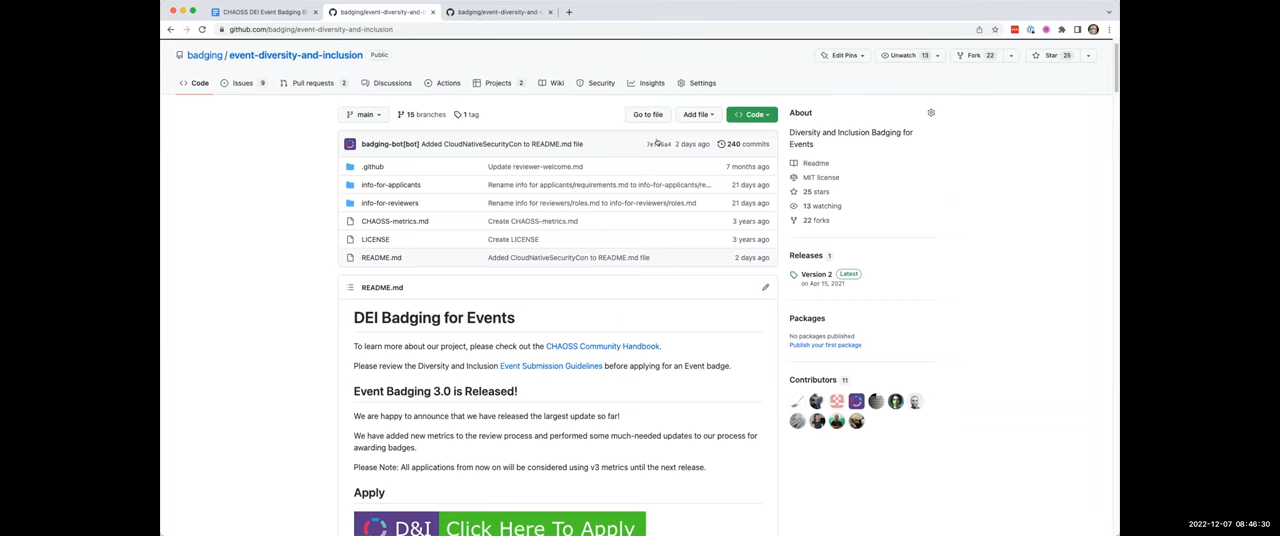 CHAOSS DEI Event Badging B
badging/event-diversity-and-i
badging/event-diversity-and-c
github.com/badging/event-diversity-and-inclusion
badging / event-diversity-and-inclusion Public
Edit Pins Unwatch 13 Fork 22 Star 25
Code Issues 9 Pull requests 2 Discussions Actions Projects 2 Wiki Security Insights Settings
main 15 branches 1 tag Go to file Add file Code
badging-bot[bot] Added CloudNativeSecurityCon to README.md file 2 days ago 240 commits
.github Update reviewer-welcome.md 7 months ago
info-for-applicants Rename info for applicants/requirements.md to info-for-applicants/re... 21 days ago
info-for-reviewers Rename info for reviewers/roles.md to info-for-reviewers/roles.md 21 days ago
CHAOSS-metrics.md Create CHAOSS-metrics.md 3 years ago
LICENSE Create LICENSE 3 years ago
README.md Added CloudNativeSecurityCon to README.md file 2 days ago
README.md
DEI Badging for Events
To learn more about our project, please check out the CHAOSS Community Handbook.
Please review the Diversity and Inclusion Event Submission Guidelines before applying for an Event badge.
Event Badging 3.0 is Released!
We are happy to announce that we have released the largest update so far!
We have added new metrics to the review process and performed some much-needed updates to our process for
awarding badges.
Please Note: All applications from now on will be considered using v3 metrics until the next release.
Apply
D&I Click Here To Apply
About
Diversity and Inclusion Badging for
Events
Readme
MIT license
25 stars
13 watching
22 forks
Releases 1
Version 2 Latest
on Apr 15, 2021
Packages
No packages published
Publish your first package
Contributors 11
2022-12-07 08:46:30